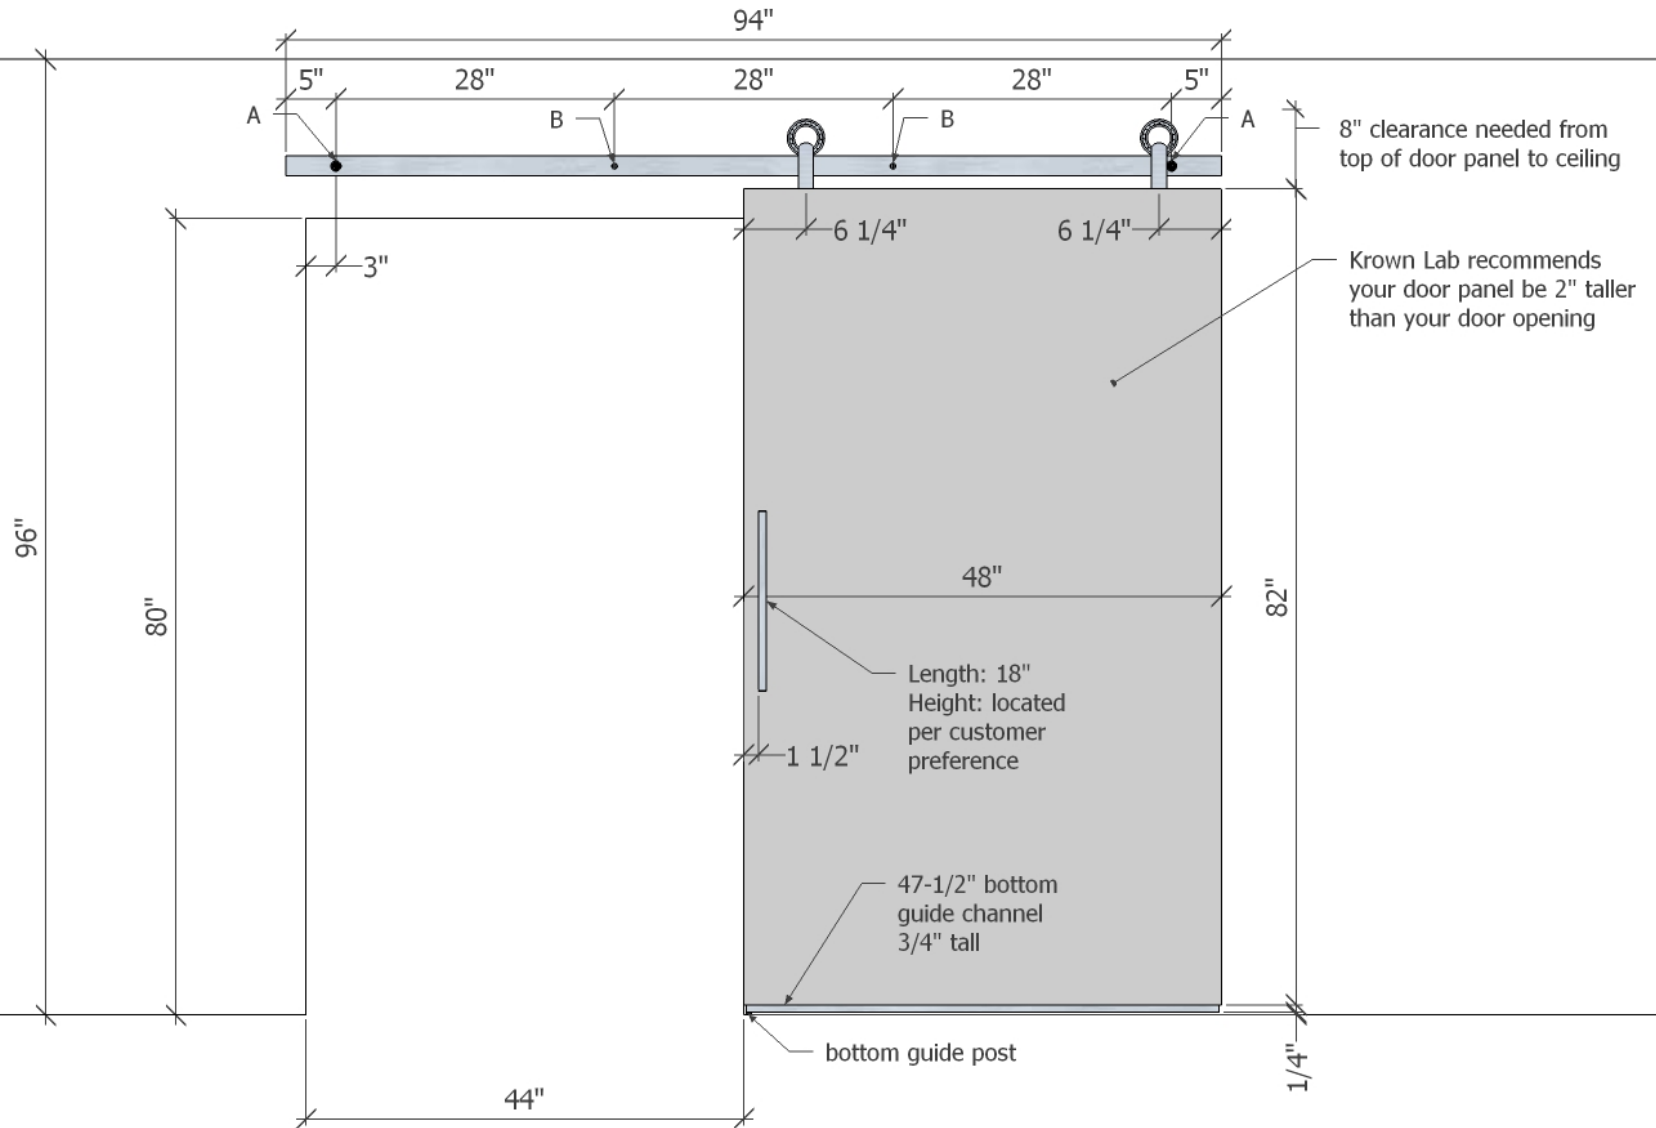 94"
5"
28"
28"
28"
5"
A
B
B
A
8" clearance needed from
top of door panel to ceiling
6 1/4"
6 1/4"
3"
Krown Lab recommends
your door panel be 2" taller
than your door opening
96"
80"
48"
82"
Length: 18"
Height: located
per customer
preference
1 1/2"
47-1/2" bottom
guide channel
3/4" tall
bottom guide post
1/4"
44"